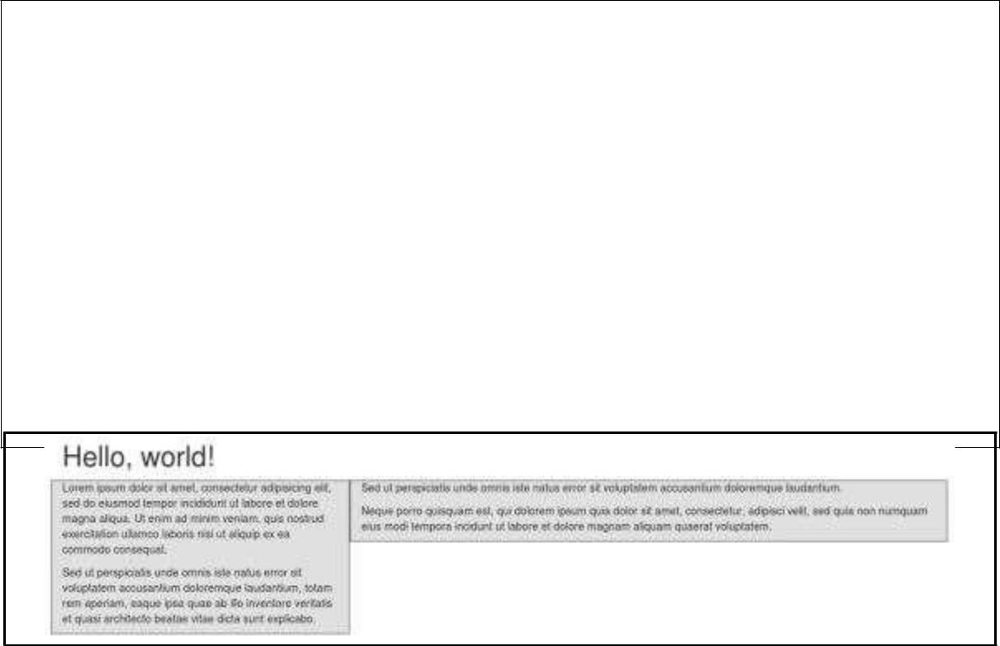 Hello, world!
Lorem ipsum dolor sit amet, consectetur adipisicing elit,
sed do eiusmod tempor incididunt ut labore et dolore
magna aliqua. Ut enim ad minim veniam, quis nostrud
exercitation ullamco laboris nisi ut aliquip ex ea
commodo consequat.
Sed ut perspiciatis unde omnis iste natus error sit
voluptatem accusantium doloremque laudantium, totam
rem aperiam, eaque ipsa quae ab illo inventore veritatis
et quasi architecto beatae vitae dicta sunt explicabo.
Sed ut perspiciatis unde omnis iste natus error sit voluptatem accusantium doloremque laudantium.
Neque porro quisquam est, qui dolorem ipsum quia dolor sit amet, consectetur, adipisci velit, sed quia non numquam
eius modi tempora incidunt ut labore et dolore magnam aliquam quaerat voluptatem.